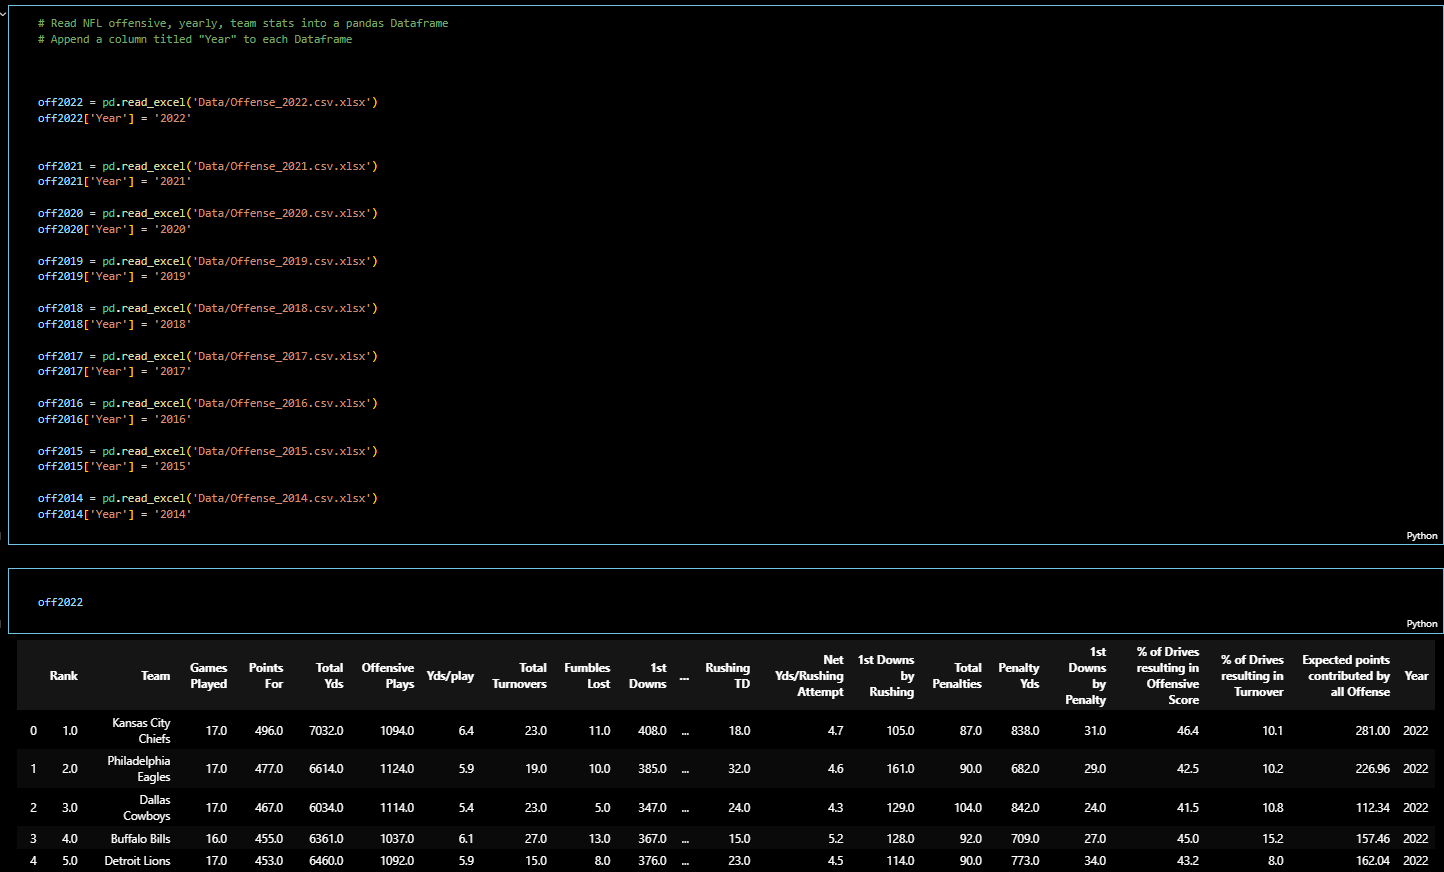 # Read NFL offensive, yearly, team stats into a pandas Dataframe
# Append a column titled "Year" to each Dataframe
off2022 = pd.read_excel('Data/Offense_2022.csv.xlsx')
off2022['Year'] = '2022'
off2021 = pd.read_excel('Data/Offense_2021.csv.xlsx')
off2021['Year'] = '2021'
off2020 = pd.read_excel('Data/Offense_2020.csv.xlsx')
off2020['Year'] = '2020'
off2019 = pd.read_excel('Data/Offense_2019.csv.xlsx')
off2019['Year'] = '2019'
off2018 = pd.read_excel('Data/Offense_2018.csv.xlsx')
off2018['Year'] = '2018'
off2017 = pd.read_excel('Data/Offense_2017.csv.xlsx')
off2017['Year'] = '2017'
off2016 = pd.read_excel('Data/Offense_2016.csv.xlsx')
off2016['Year'] = '2016'
off2015 = pd.read_excel('Data/Offense_2015.csv.xlsx')
off2015['Year'] = '2015'
off2014 = pd.read_excel('Data/Offense_2014.csv.xlsx')
off2014['Year'] = '2014'
Python
off2022
Python
Rank Team Games Played Points For Total Yds Offensive Plays Yds/play Total Turnovers Fumbles Lost 1st Downs ... Rushing TD Net Yds/Rushing Attempt 1st Downs by Rushing Total Penalties Penalty Yds 1st Downs by Penalty % of Drives resulting in Offensive Score % of Drives resulting in Turnover Expected points contributed by all Offense Year
0 1.0 Kansas City Chiefs 17.0 496.0 7032.0 1094.0 6.4 23.0 11.0 408.0 ... 18.0 4.7 105.0 87.0 838.0 31.0 46.4 10.1 281.00 2022
1 2.0 Philadelphia Eagles 17.0 477.0 6614.0 1124.0 5.9 19.0 10.0 385.0 ... 32.0 4.6 161.0 90.0 682.0 29.0 42.5 10.2 226.96 2022
2 3.0 Dallas Cowboys 17.0 467.0 6034.0 1114.0 5.4 23.0 5.0 347.0 ... 24.0 4.3 129.0 104.0 842.0 24.0 41.5 10.8 112.34 2022
3 4.0 Buffalo Bills 16.0 455.0 6361.0 1037.0 6.1 27.0 13.0 367.0 ... 15.0 5.2 128.0 92.0 709.0 27.0 45.0 15.2 157.46 2022
4 5.0 Detroit Lions 17.0 453.0 6460.0 1092.0 5.9 15.0 8.0 376.0 ... 23.0 4.5 114.0 90.0 773.0 34.0 43.2 8.0 162.04 2022